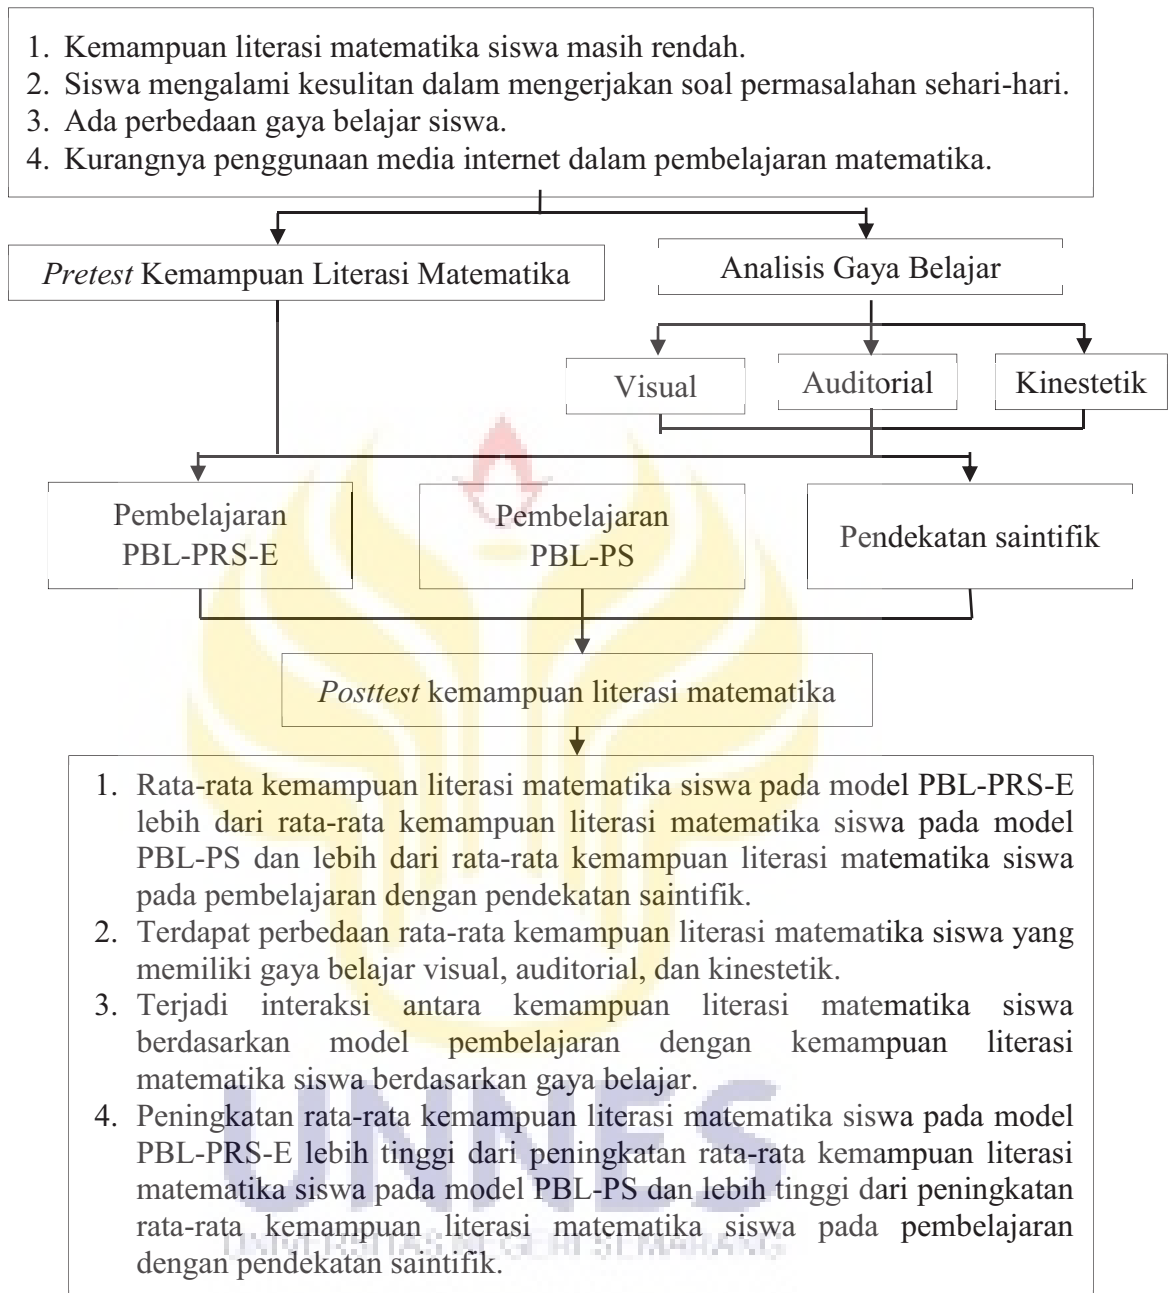 1. Kemampuan literasi matematika siswa masih rendah.
2. Siswa mengalami kesulitan dalam mengerjakan soal permasalahan sehari-hari.
3. Ada perbedaan gaya belajar siswa.
4. Kurangnya penggunaan media internet dalam pembelajaran matematika.
Pretest Kemampuan Literasi Matematika
Analisis Gaya Belajar
Visual
Auditorial
Kinestetik
Pembelajaran
PBL-PRS-E
Pembelajaran
PBL-PS
Pendekatan saintifik
Posttest kemampuan literasi matematika
1. Rata-rata kemampuan literasi matematika siswa pada model PBL-PRS-E
lebih dari rata-rata kemampuan literasi matematika siswa pada model
PBL-PS dan lebih dari rata-rata kemampuan literasi matematika siswa
pada pembelajaran dengan pendekatan saintifik.
2. Terdapat perbedaan rata-rata kemampuan literasi matematika siswa yang
memiliki gaya belajar visual, auditorial, dan kinestetik.
3. Terjadi interaksi antara kemampuan literasi matematika siswa
berdasarkan model pembelajaran dengan kemampuan literasi
matematika siswa berdasarkan gaya belajar.
4. Peningkatan rata-rata kemampuan literasi matematika siswa pada model
PBL-PRS-E lebih tinggi dari peningkatan rata-rata kemampuan literasi
matematika siswa pada model PBL-PS dan lebih tinggi dari peningkatan
rata-rata kemampuan literasi matematika siswa pada pembelajaran
dengan pendekatan saintifik.
UNNES
UNIVERSITAS NEGERI SEMARANG